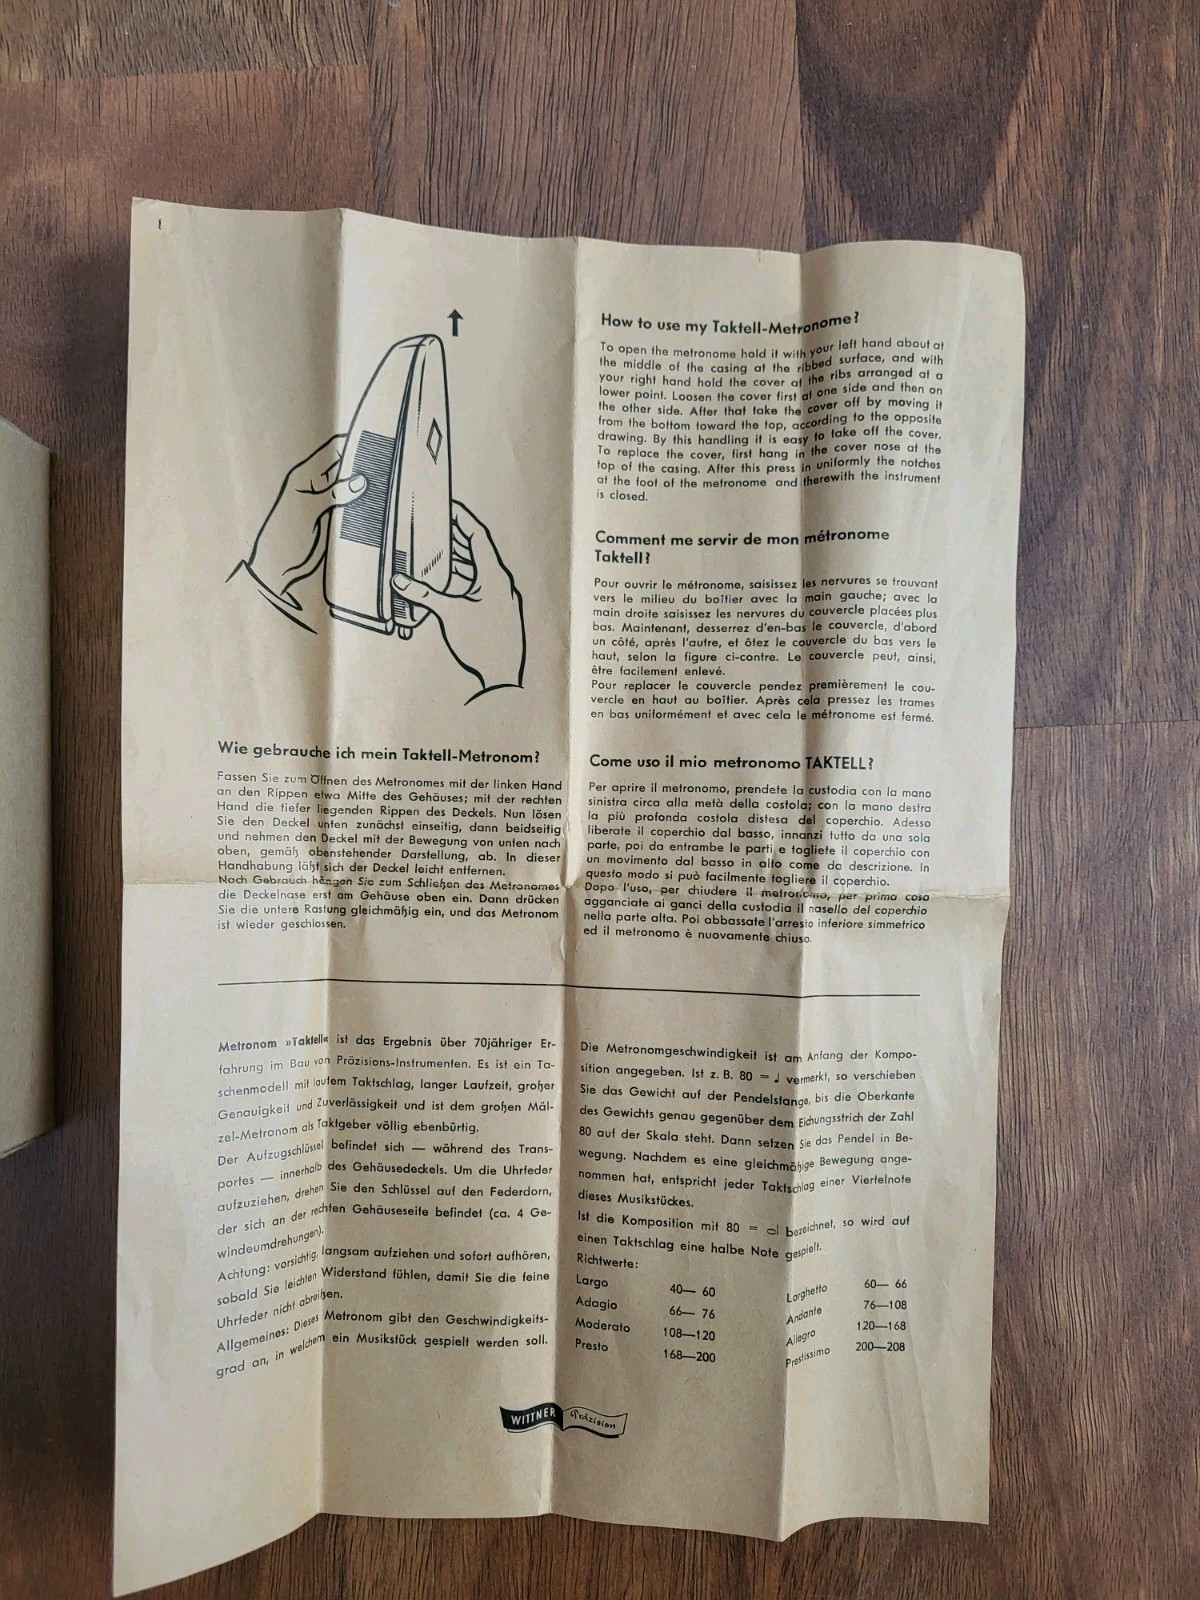 How to use my Taktell-Metronome?
To open the metronome hold it with your left hand about at
the middle of the casing at the ribbed surface, and with
your right hand hold the cover at the ribs arranged at a
lower point. Loosen the cover first at one side and then on
the other side. After that take the cover off by moving it
from the bottom toward the top, according to the opposite
drawing. By this handling it is easy to take off the cover.
To replace the cover, first hang in the cover nose at the
top of the casing. After this press in uniformly the notches
at the foot of the metronome and therewith the instrument
is closed.
Comment me servir de mon métronome
Taktell?
Pour ouvrir le métronome, saisissez les nervures se trouvant
vers le milieu du boîtier avec la main gauche; avec la
main droite saisissez les nervures du couvercle placées plus
bas. Maintenant, desserrez d'en-bas le couvercle, d'abord
un côté, après l'autre, et ôtez le couvercle du bas vers le
haut, selon la figure ci-contre. Le couvercle peut, ainsi,
être facilement enlevé.
Pour replacer le couvercle pendez premièrement le cou-
vercle en haut au boîtier. Après cela pressez les trames
en bas uniformément et avec cela le métronome est fermé.
Wie gebrauche ich mein Taktell-Metronom?
Fassen Sie zum Öffnen des Metronomes mit der linken Hand
an den Rippen etwa Mitte des Gehäuses; mit der rechten
Hand die tiefer liegenden Rippen des Deckels. Nun lösen
Sie den Deckel unten zunächst einseitig, dann beidseitig
und nehmen den Deckel mit der Bewegung von unten nach
oben, gemäß obenstehender Darstellung, ab. In dieser
Handhabung läßt sich der Deckel leicht entfernen.
Nach Gebrauch hängen Sie zum Schließen des Metronomes
die Deckelnase erst am Gehäuse oben ein. Dann drücken
Sie die untere Rastung gleichmäßig ein, und das Metronom
ist wieder geschlossen.
Come uso il mio metronomo TAKTELL?
Per aprire il metronomo, prendete la custodia con la mano
sinistra circa alla metà della costola; con la mano destra
la più profonda costola distesa del coperchio. Adesso
liberate il coperchio dal basso, innanzi tutto da una sola
parte, poi da entrambe le parti e togliete il coperchio con
un movimento dal basso in alto come da descrizione. In
questo modo si può facilmente togliere il coperchio.
Dopo l'uso, per chiudere il metronomo, per prima cosa
agganciate ai ganci della custodia il nasello del coperchio
nella parte alta. Poi abbassate l'arresto inferiore simmetrico
ed il metronomo è nuovamente chiuso.
Metronom »Taktell« ist das Ergebnis über 70jähriger Er-
fahrung im Bau von Präzisions-Instrumenten. Es ist ein Ta-
schenmodell mit lautem Taktschlag, langer Laufzeit, großer
Genauigkeit und Zuverlässigkeit und ist dem großen Mäl-
zel-Metronom als Taktgeber völlig ebenbürtig.
Der Aufzugschlüssel befindet sich — während des Trans-
portes — innerhalb des Gehäusedeckels. Um die Uhrfeder
aufzuziehen, drehen Sie den Schlüssel auf den Federdorn,
der sich an der rechten Gehäuseseite befindet (ca. 4 Ge-
windeumdrehungen).
Achtung: vorsichtig, langsam aufziehen und sofort aufhören,
sobald Sie leichten Widerstand fühlen, damit Sie die feine
Uhrfeder nicht abreißen.
Allgemeines: Dieses Metronom gibt den Geschwindigkeits-
grad an, in welchem ein Musikstück gespielt werden soll.
Die Metronomgeschwindigkeit ist am Anfang der Kompo-
sition angegeben. Ist z. B. 80 = ♩ vermerkt, so verschieben
Sie das Gewicht auf der Pendelstange, bis die Oberkante
des Gewichts genau gegenüber dem Eichungsstrich der Zahl
80 auf der Skala steht. Dann setzen Sie das Pendel in Be-
wegung. Nachdem es eine gleichmäßige Bewegung ange-
nommen hat, entspricht jeder Taktschlag einer Viertelnote
dieses Musikstückes.
Ist die Komposition mit 80 = 𝅗𝅥 bezeichnet, so wird auf
einen Taktschlag eine halbe Note gespielt.
Richtwerte:
Largo 40— 60 Larghetto 60— 66
Adagio 66— 76 Andante 76—108
Moderato 108—120 Allegro 120—168
Presto 168—200 Prestissimo 200—208
WITTNER Präzision